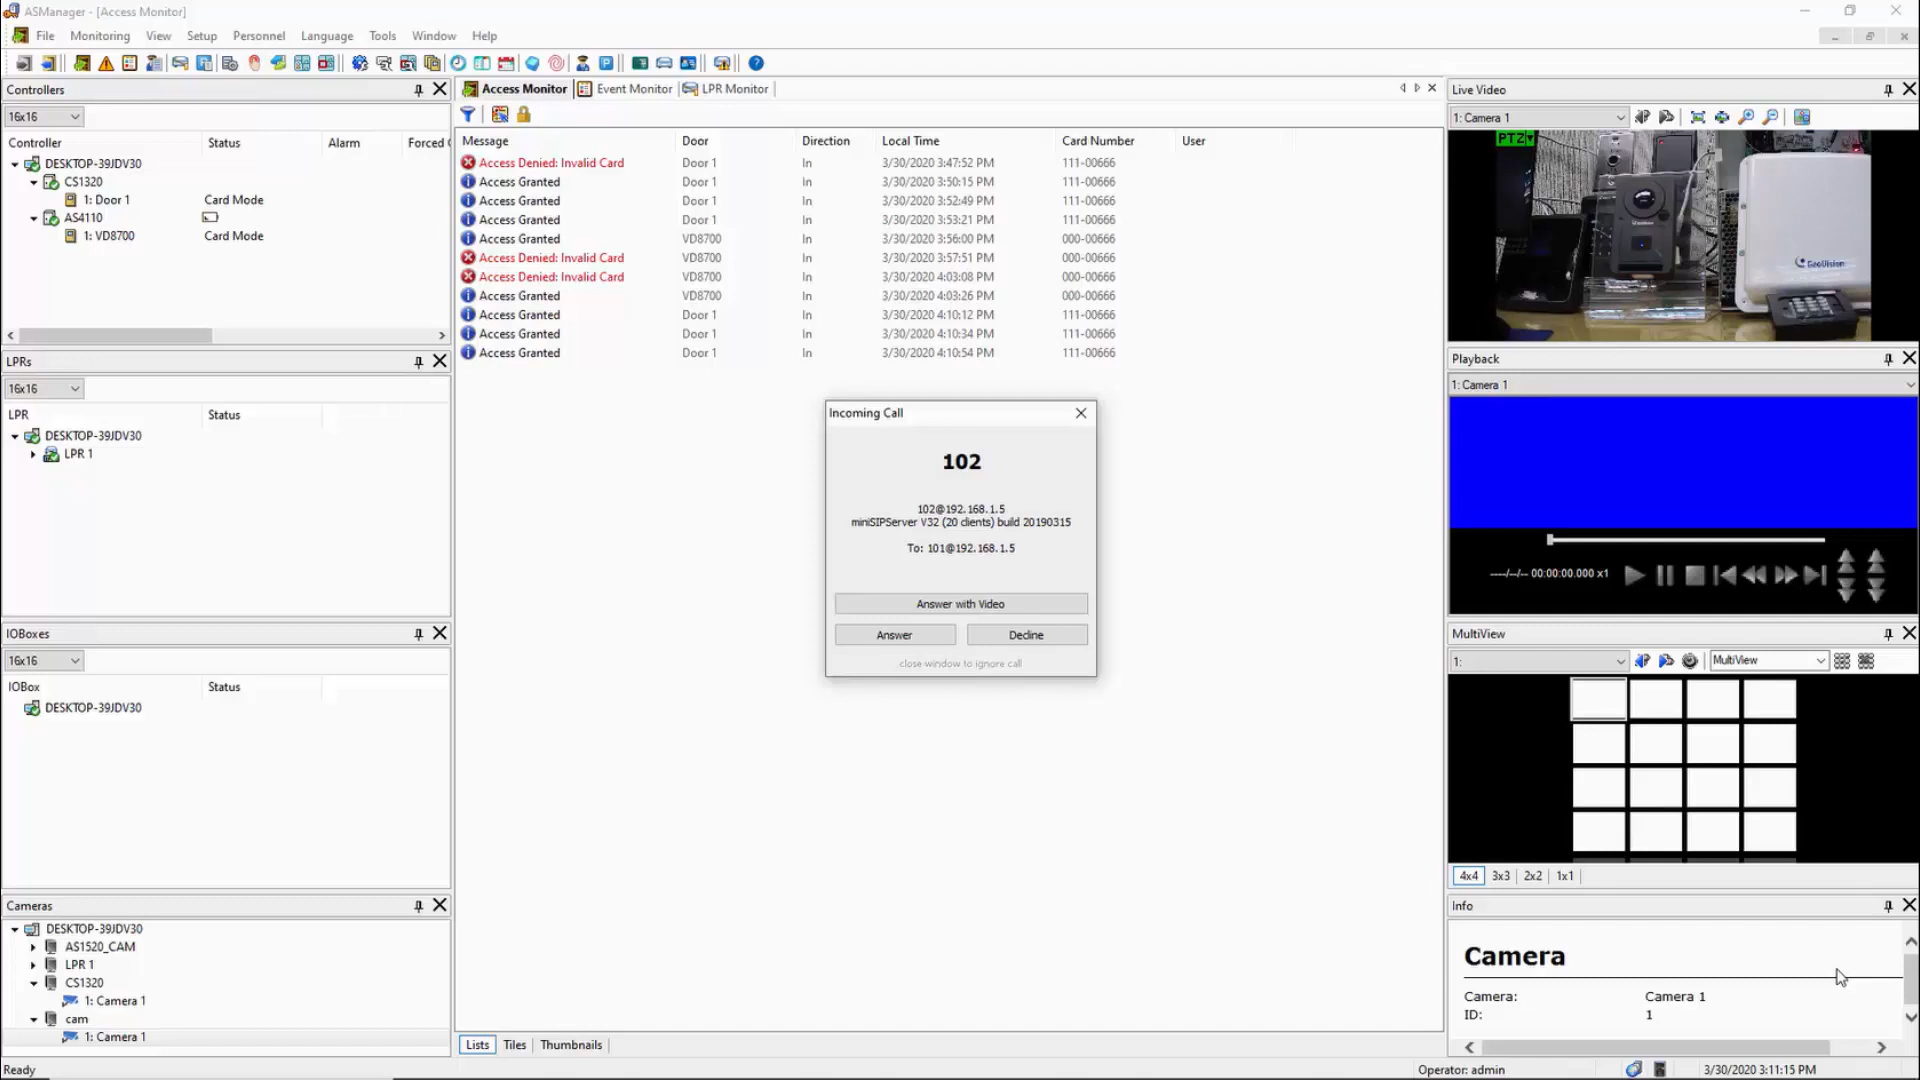 ASManager - [Access Monitor]
File Monitoring View Setup Personnel Language Tools Window Help
Controllers
16x16
Controller Status Alarm Forced
DESKTOP-39JDV30
CS1320
1: Door 1 Card Mode
AS4110
1: VD8700 Card Mode
LPRs
16x16
LPR Status
DESKTOP-39JDV30
LPR 1
IOBoxes
16x16
IOBox Status
DESKTOP-39JDV30
Cameras
DESKTOP-39JDV30
AS1520_CAM
LPR 1
CS1320
1: Camera 1
cam
1: Camera 1
Ready
Access Monitor Event Monitor LPR Monitor
Message Door Direction Local Time Card Number User
Access Denied: Invalid Card Door 1 In 3/30/2020 3:47:52 PM 111-00666
Access Granted Door 1 In 3/30/2020 3:50:15 PM 111-00666
Access Granted Door 1 In 3/30/2020 3:52:49 PM 111-00666
Access Granted Door 1 In 3/30/2020 3:53:21 PM 111-00666
Access Granted VD8700 In 3/30/2020 3:56:00 PM 000-00666
Access Denied: Invalid Card VD8700 In 3/30/2020 3:57:51 PM 000-00666
Access Denied: Invalid Card VD8700 In 3/30/2020 4:03:08 PM 000-00666
Access Granted VD8700 In 3/30/2020 4:03:26 PM 000-00666
Access Granted Door 1 In 3/30/2020 4:10:12 PM 111-00666
Access Granted Door 1 In 3/30/2020 4:10:34 PM 111-00666
Access Granted Door 1 In 3/30/2020 4:10:54 PM 111-00666
Incoming Call
102
102@192.168.1.5
miniSIPServer V32 (20 clients) build 20190315
To: 101@192.168.1.5
Answer with Video
Answer Decline
close window to ignore call
Lists Tiles Thumbnails
Live Video
1: Camera 1
PTZ
GeoVision
Playback
1: Camera 1
----/--/-- 00:00:00.000 x1
MultiView
1: MultiView
4x4 3x3 2x2 1x1
Info
Camera
Camera: Camera 1
ID: 1
Operator: admin 3/30/2020 3:11:15 PM